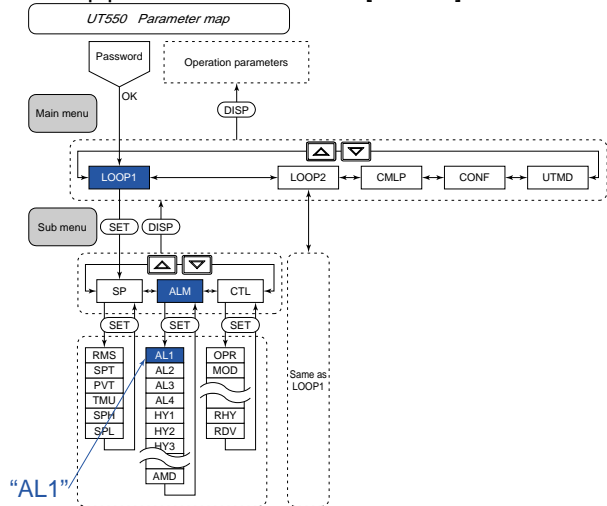 UT550 Parameter map
Password
Operation parameters
OK
Main menu
DISP
LOOP1
LOOP2
CMLP
CONF
UTMD
Sub menu
SET
DISP
SP
ALM
CTL
SET
SET
SET
RMS
SPT
PVT
TMU
SPH
SPL
AL1
AL2
AL3
AL4
HY1
HY2
HY3
AMD
OPR
MOD
RHY
RDV
Same as
LOOP1
“AL1”